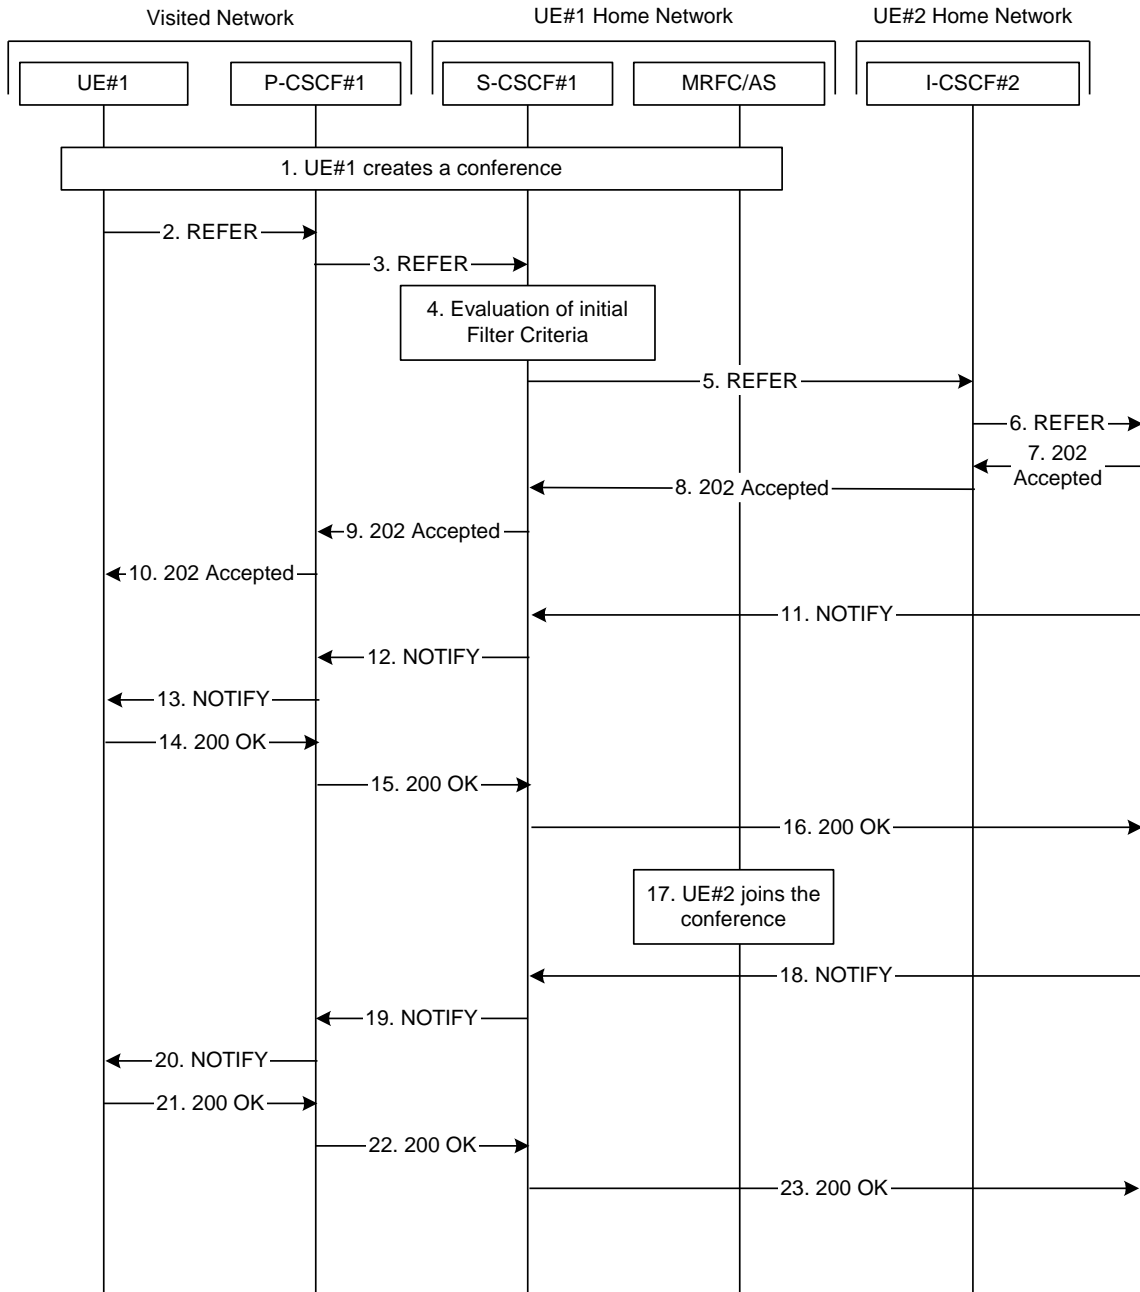 Visited Network
UE#1 Home Network
UE#2 Home Network
UE#1
P-CSCF#1
S-CSCF#1
MRFC/AS
I-CSCF#2
1. UE#1 creates a conference
2. REFER
3. REFER
4. Evaluation of initial
Filter Criteria
5. REFER
6. REFER
7. 202
Accepted
8. 202 Accepted
9. 202 Accepted
10. 202 Accepted
11. NOTIFY
12. NOTIFY
13. NOTIFY
14. 200 OK
15. 200 OK
16. 200 OK
17. UE#2 joins the
conference
18. NOTIFY
19. NOTIFY
20. NOTIFY
21. 200 OK
22. 200 OK
23. 200 OK